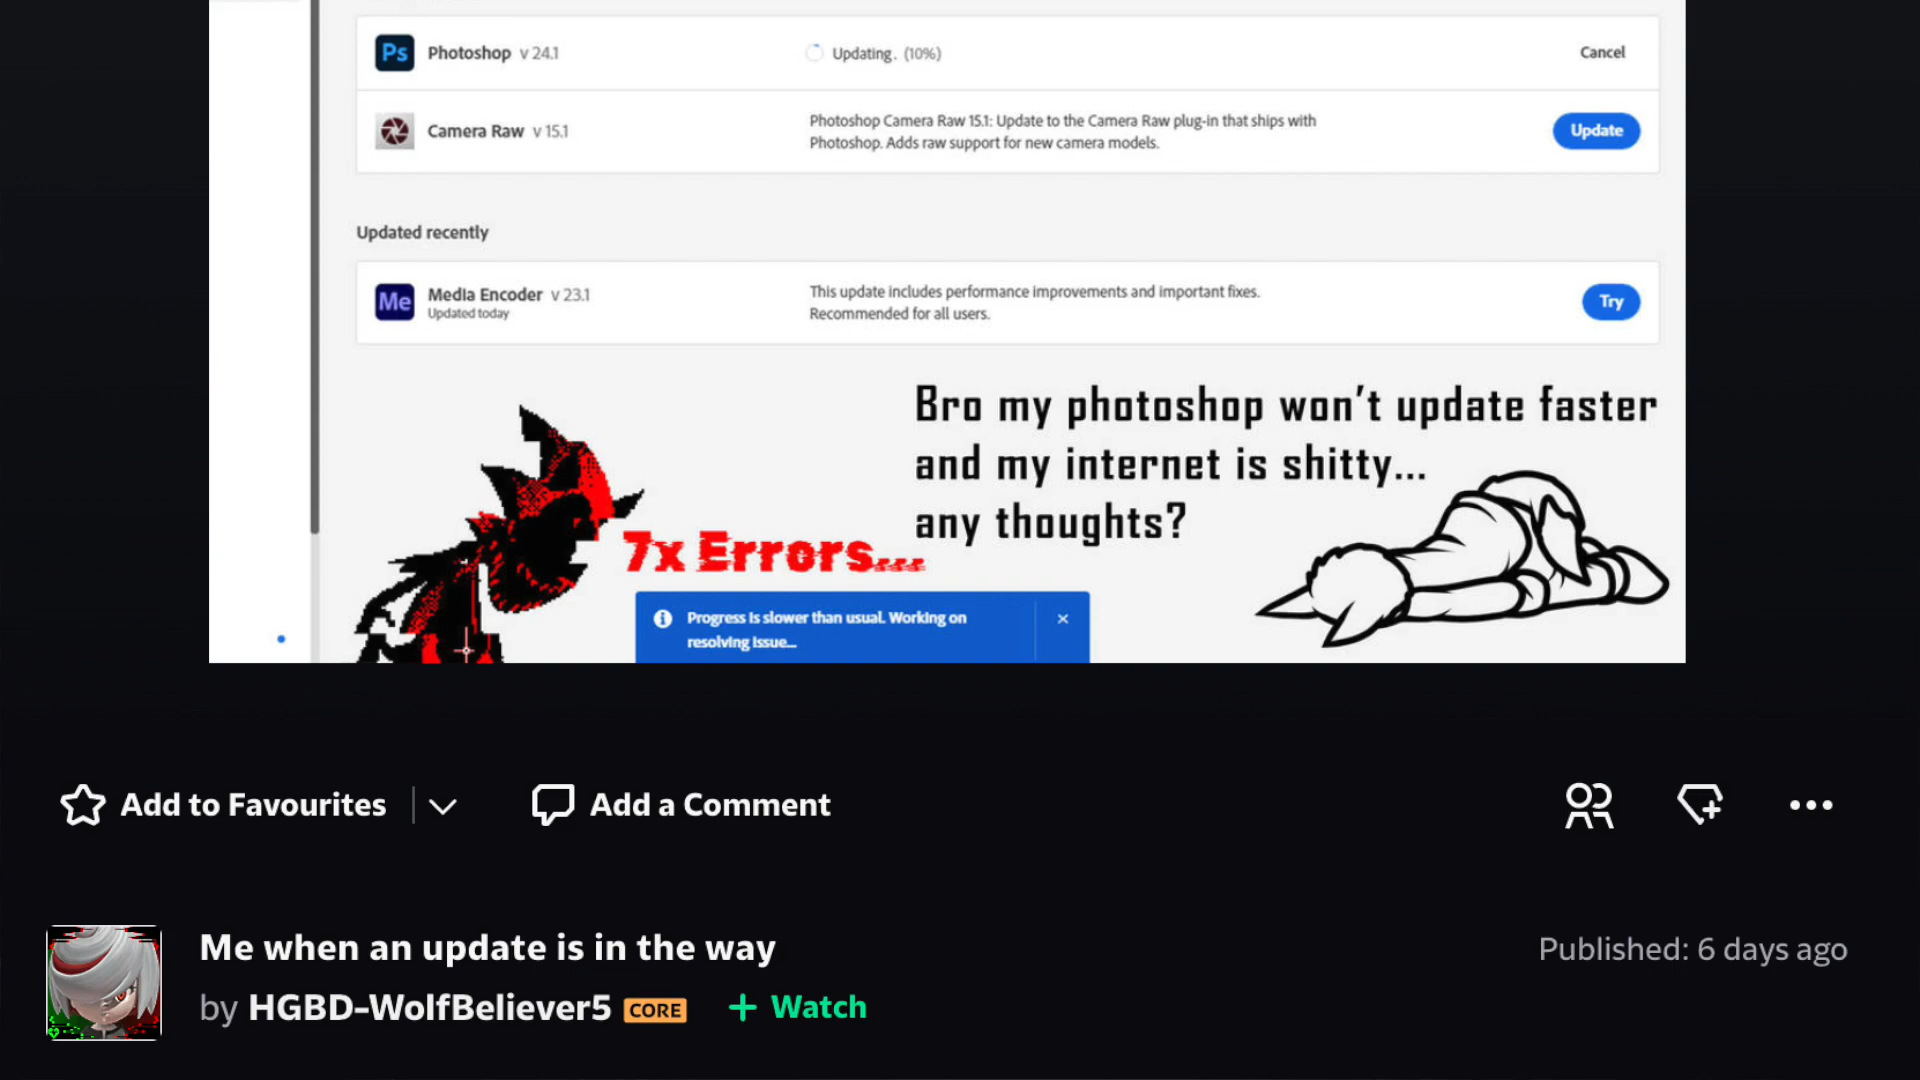 Ps Photoshop v 24.1 Updating. (10%) Cancel
Camera Raw v 15.1
Photoshop Camera Raw 15.1: Update to the Camera Raw plug-in that ships with
Photoshop. Adds raw support for new camera models.
Update
Updated recently
Me Media Encoder v 23.1
Updated today
This update includes performance improvements and important fixes.
Recommended for all users.
Try
Bro my photoshop won't update faster
and my internet is shitty...
any thoughts?
7x Errors...
Progress is slower than usual. Working on
resolving issue...
Add to Favourites
Add a Comment
Me when an update is in the way
Published: 6 days ago
by HGBD-WolfBeliever5 CORE + Watch